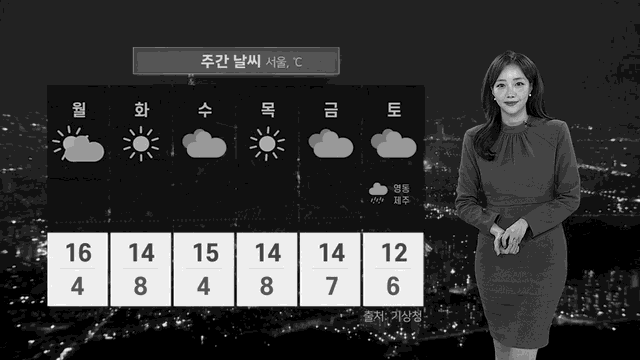 주간 날씨 서울, ℃
월 화 수 목 금 토
영동
제주
16 14 15 14 14 12
4 8 4 8 7 6
출처: 기상청